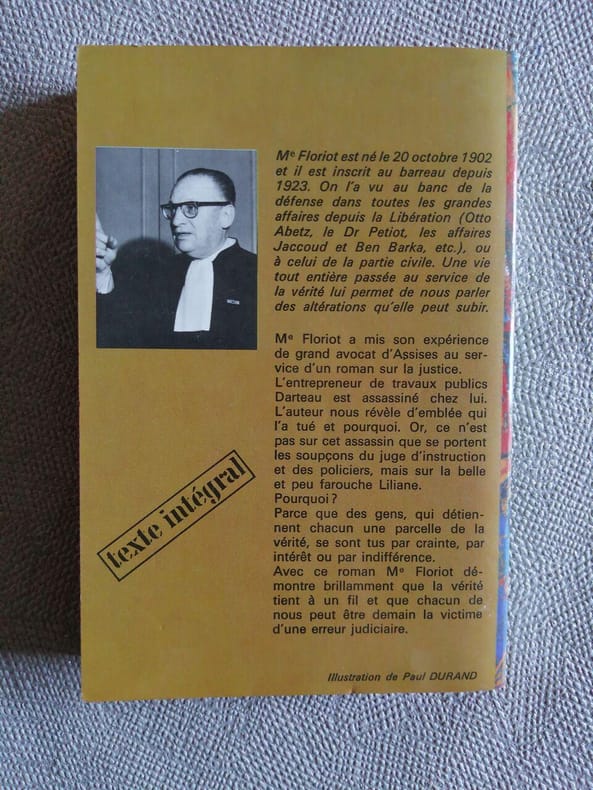 Mᵉ Floriot est né le 20 octobre 1902
et il est inscrit au barreau depuis
1923. On l'a vu au banc de la
défense dans toutes les grandes
affaires depuis la Libération (Otto
Abetz, le Dr Petiot, les affaires
Jaccoud et Ben Barka, etc.), ou
à celui de la partie civile. Une vie
tout entière passée au service de
la vérité lui permet de nous parler
des altérations qu'elle peut subir.
Mᵉ Floriot a mis son expérience
de grand avocat d'Assises au ser-
vice d'un roman sur la justice.
L'entrepreneur de travaux publics
Darteau est assassiné chez lui.
L'auteur nous révèle d'emblée qui
l'a tué et pourquoi. Or, ce n'est
pas sur cet assassin que se portent
les soupçons du juge d'instruction
et des policiers, mais sur la belle
et peu farouche Liliane.
Pourquoi ?
Parce que des gens, qui détien-
nent chacun une parcelle de la
vérité, se sont tus par crainte, par
intérêt ou par indifférence.
Avec ce roman Mᵉ Floriot dé-
montre brillamment que la vérité
tient à un fil et que chacun de
nous peut être demain la victime
d'une erreur judiciaire.
texte intégral
Illustration de Paul DURAND